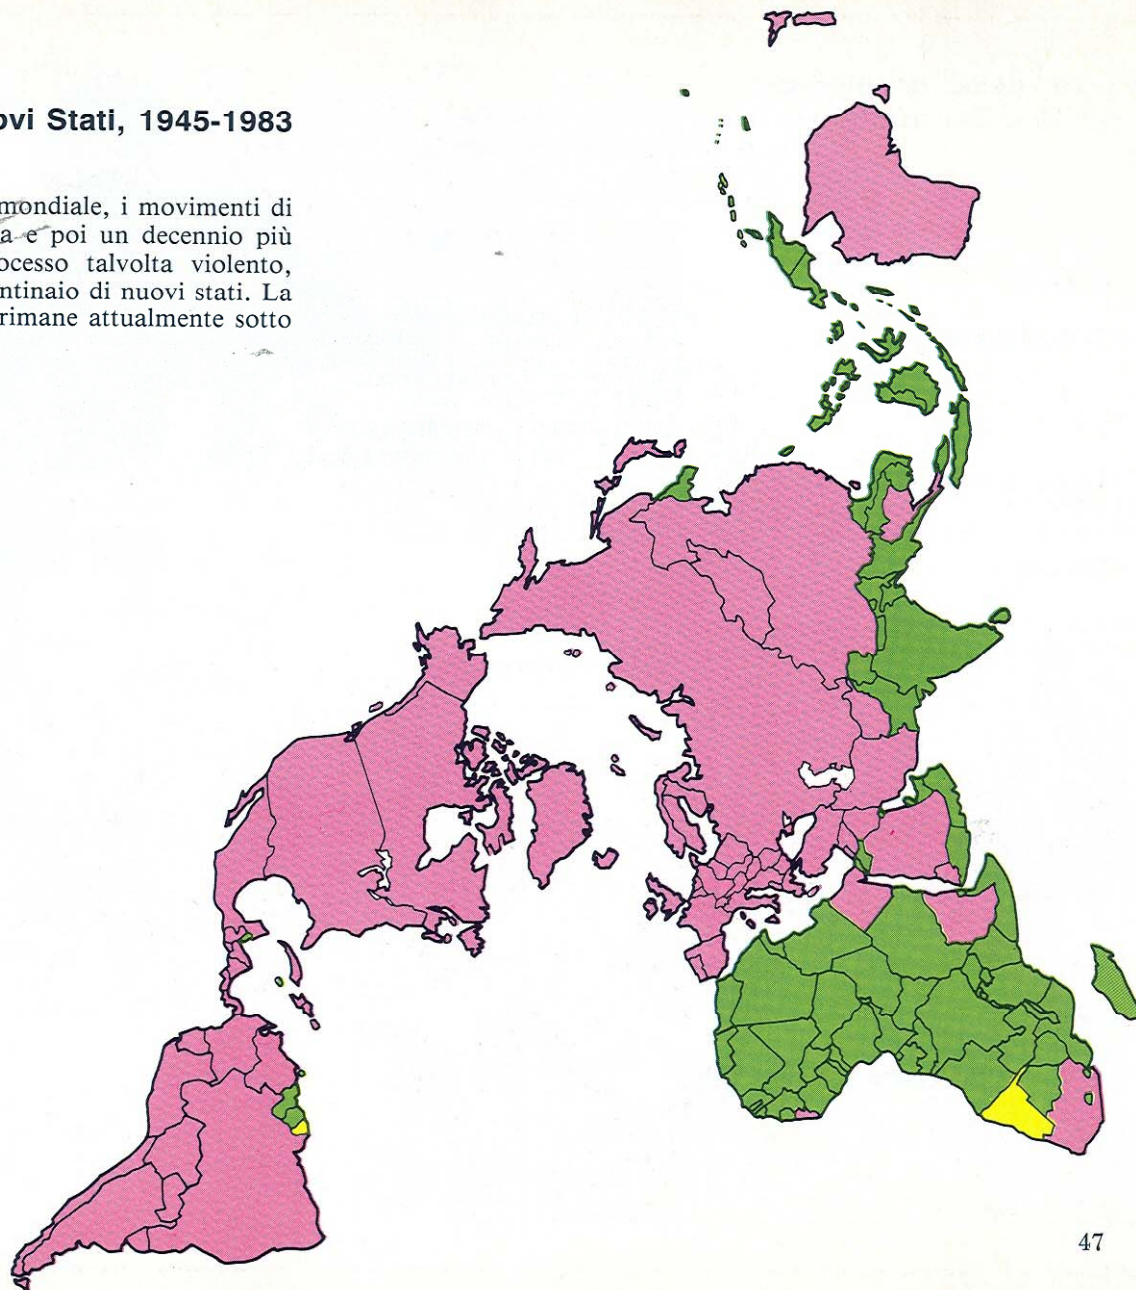 ovi Stati, 1945-1983
mondiale, i movimenti di
a e poi un decennio più
ocesso talvolta violento,
ntinaio di nuovi stati. La
rimane attualmente sotto
47